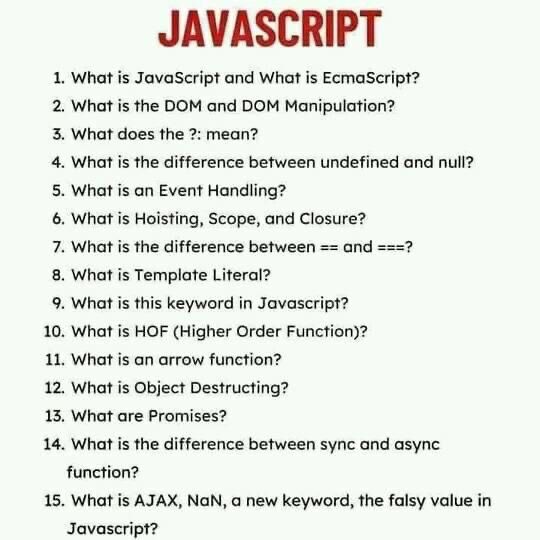 JAVASCRIPT
1. What is JavaScript and What is EcmaScript?
2. What is the DOM and DOM Manipulation?
3. What does the ?: mean?
4. What is the difference between undefined and null?
5. What is an Event Handling?
6. What is Hoisting, Scope, and Closure?
7. What is the difference between == and ===?
8. What is Template Literal?
9. What is this keyword in Javascript?
10. What is HOF (Higher Order Function)?
11. What is an arrow function?
12. What is Object Destructing?
13. What are Promises?
14. What is the difference between sync and async
function?
15. What is AJAX, NaN, a new keyword, the falsy value in
Javascript?